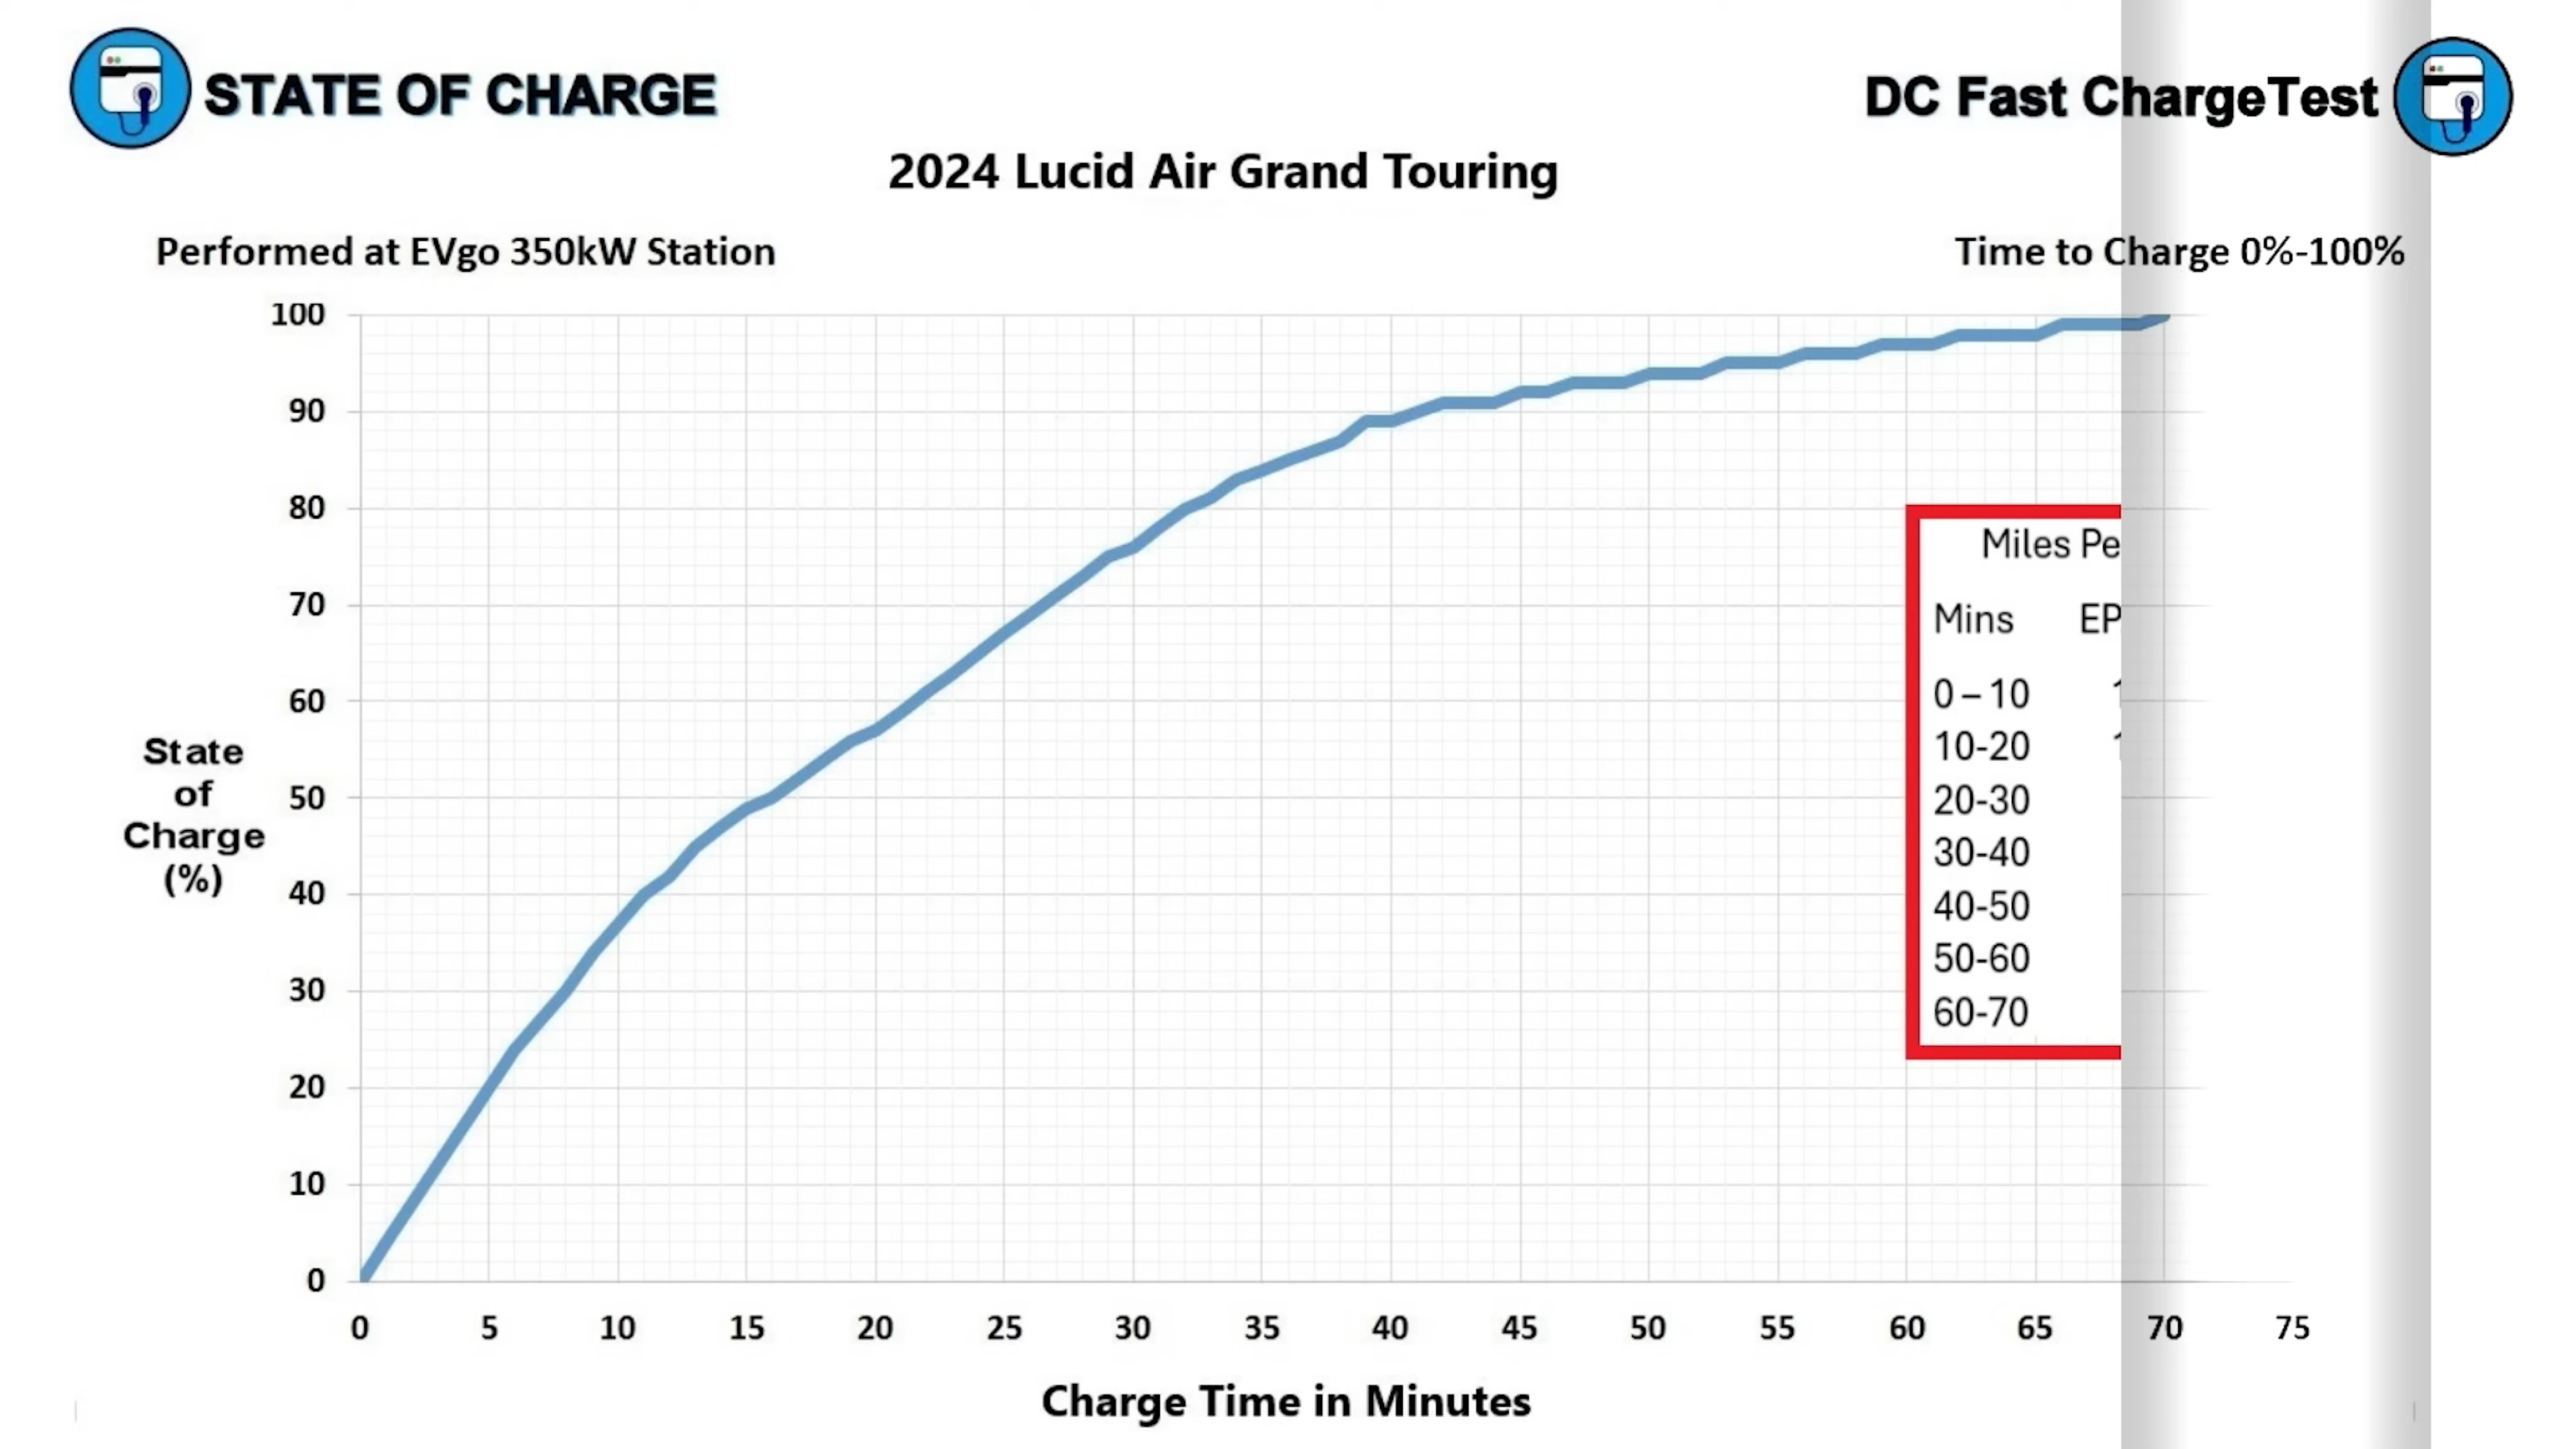 STATE OF CHARGE
DC Fast ChargeTest
2024 Lucid Air Grand Touring
Performed at EVgo 350kW Station
Time to Charge 0%-100%
100
90
80
70
60
50
40
30
20
10
0
State
of
Charge
(%)
Miles Pe
Mins EP
0 – 10 1
10-20 1
20-30
30-40
40-50
50-60
60-70
0 5 10 15 20 25 30 35 40 45 50 55 60 65 70 75
Charge Time in Minutes